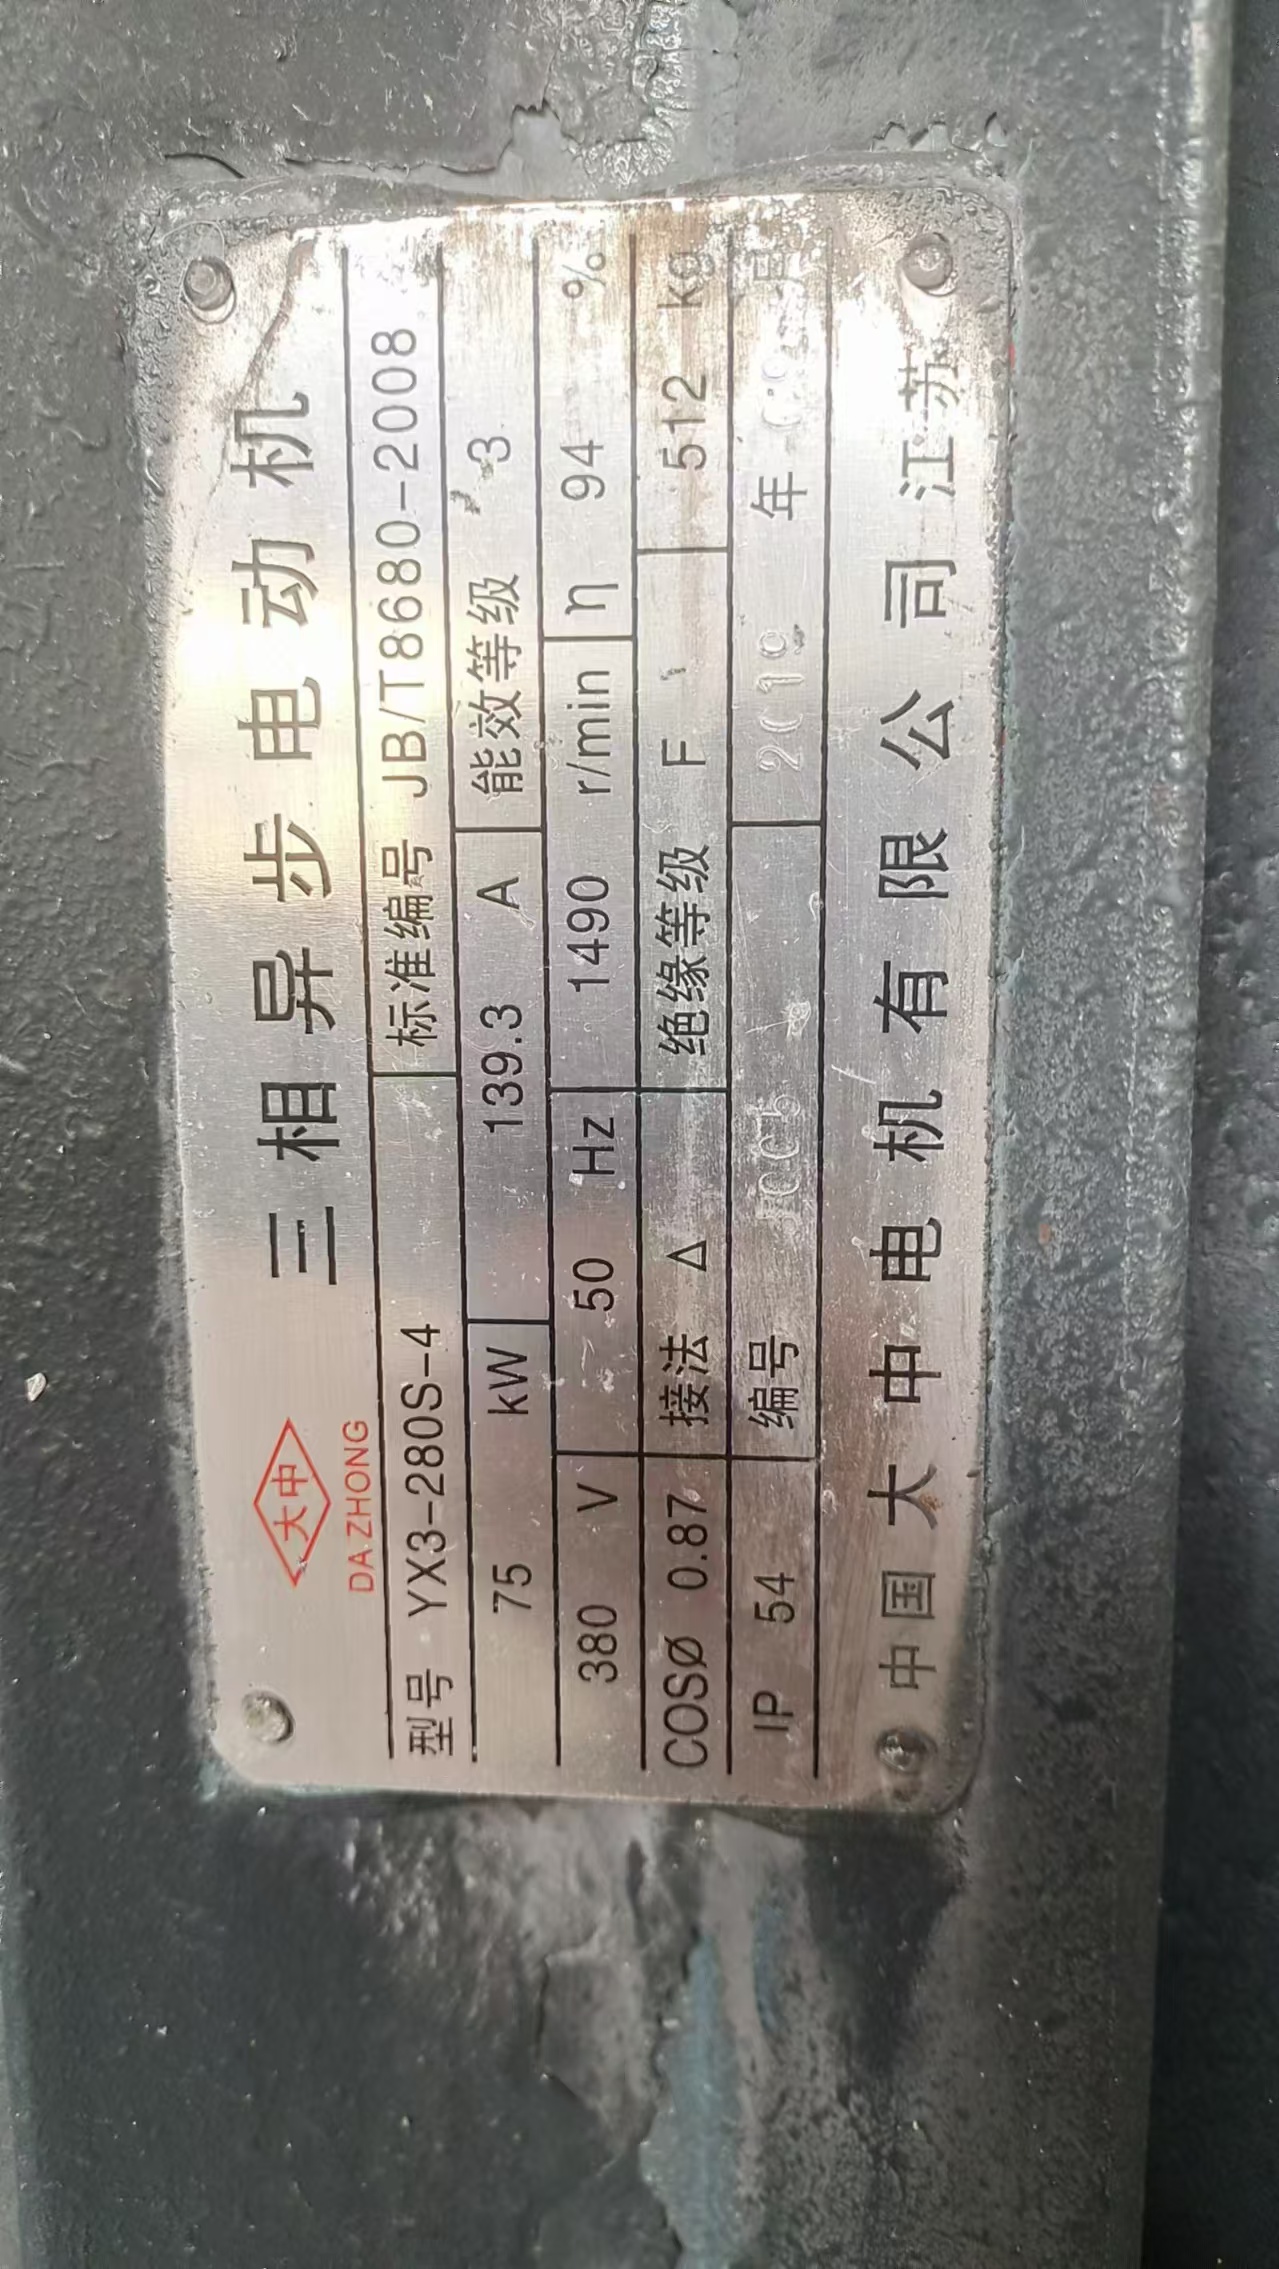 大中
DA ZHONG
三相异步电动机
型号 YX3-280S-4 标准编号 JB/T8680-2008
75 kW 139.3 A 能效等级 3
380 V 50 Hz 1490 r/min η 94 %
COSØ 0.87 接法 Δ 绝缘等级 F 512 kg
IP 54 编号 2019 年 月
中国大中电机有限公司 江苏